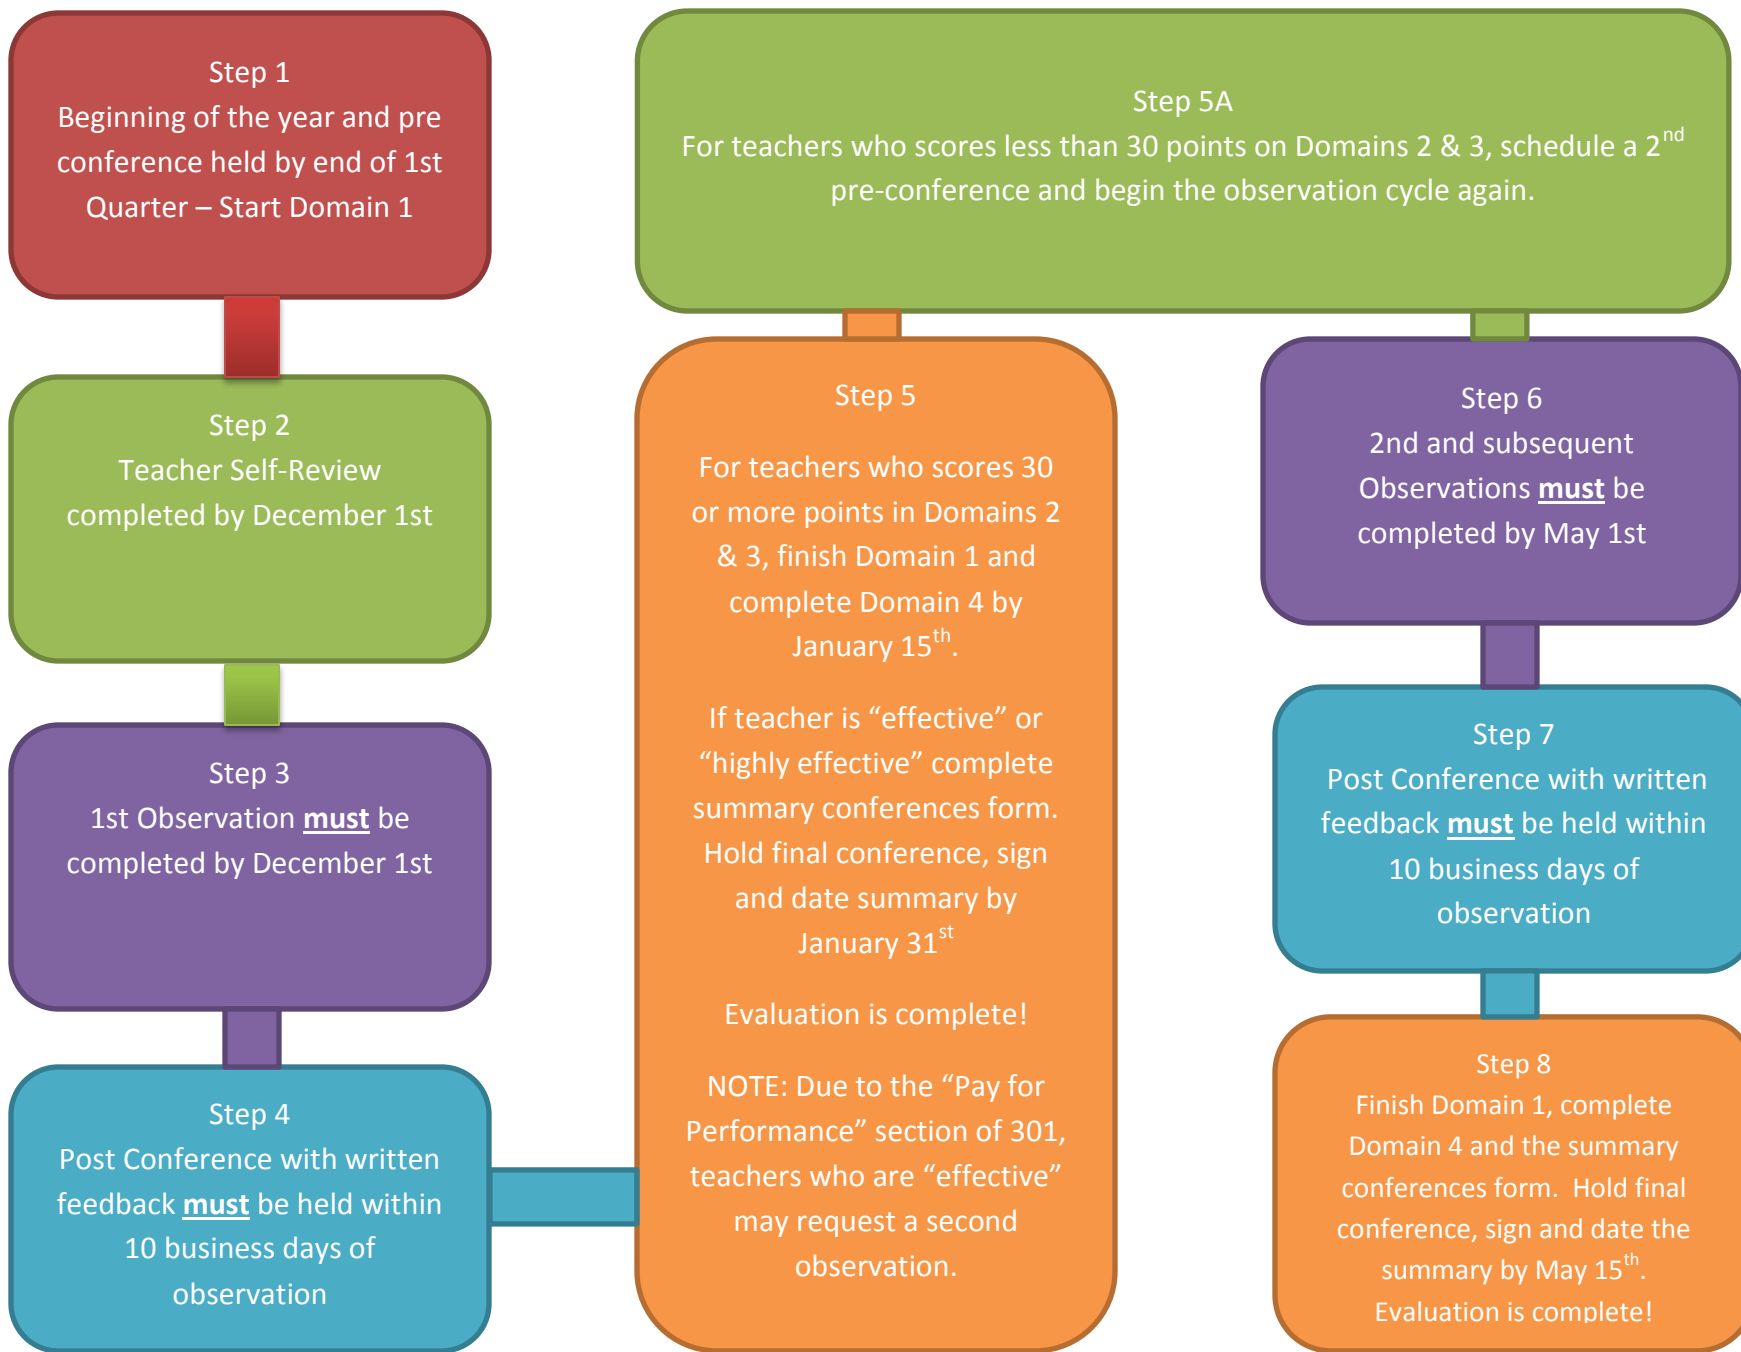 Step 1
Beginning of the year and pre
conference held by end of 1st
Quarter – Start Domain 1
Step 2
Teacher Self-Review
completed by December 1st
Step 3
1st Observation must be
completed by December 1st
Step 4
Post Conference with written
feedback must be held within
10 business days of
observation
Step 5
For teachers who scores 30
or more points in Domains 2
& 3, finish Domain 1 and
complete Domain 4 by
January 15th.
If teacher is “effective” or
“highly effective” complete
summary conferences form.
Hold final conference, sign
and date summary by
January 31st
Evaluation is complete!
NOTE: Due to the “Pay for
Performance” section of 301,
teachers who are “effective”
may request a second
observation.
Step 5A
For teachers who scores less than 30 points on Domains 2 & 3, schedule a 2nd
pre-conference and begin the observation cycle again.
Step 6
2nd and subsequent
Observations must be
completed by May 1st
Step 7
Post Conference with written
feedback must be held within
10 business days of
observation
Step 8
Finish Domain 1, complete
Domain 4 and the summary
conferences form.  Hold final
conference, sign and date the
summary by May 15th.
Evaluation is complete!